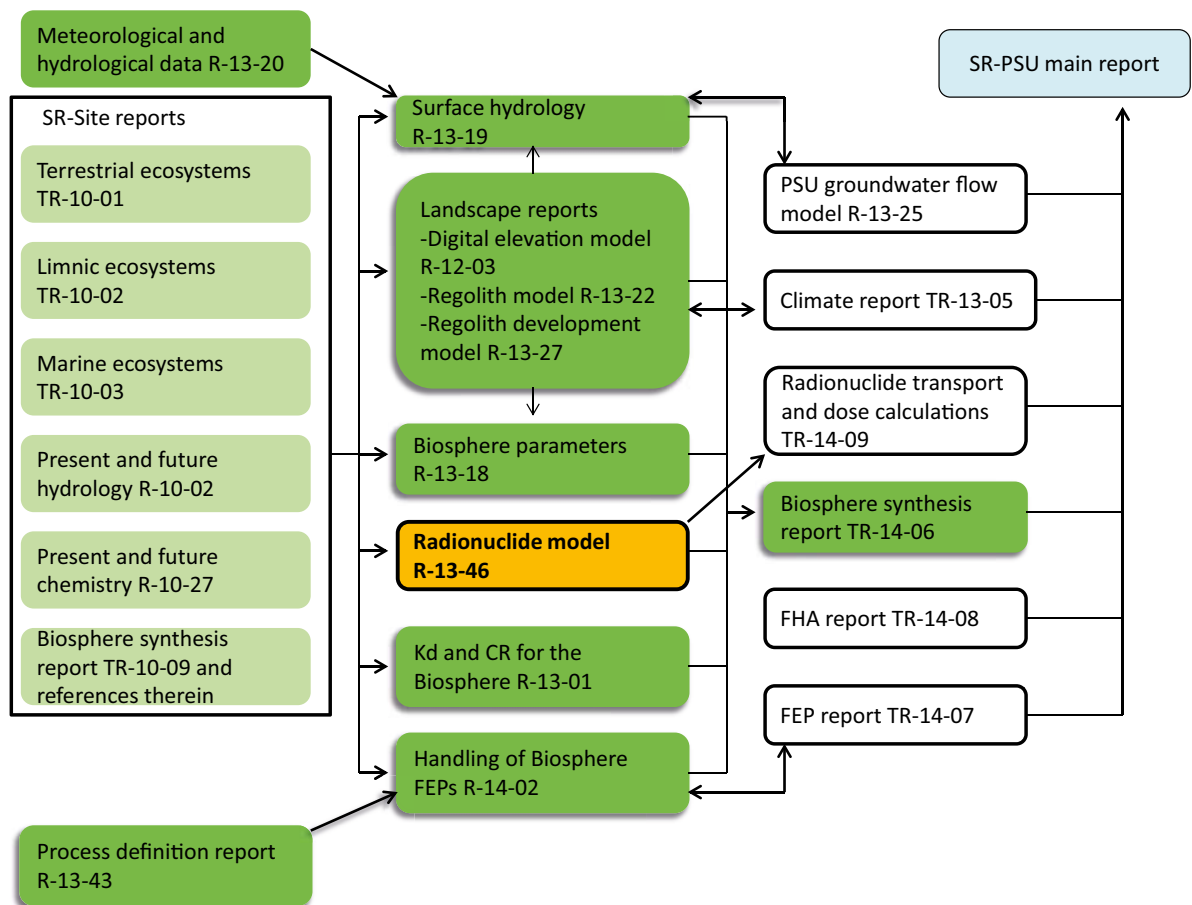 Meteorological and
hydrological data R-13-20
SR-Site reports
Terrestrial ecosystems
TR-10-01
Limnic ecosystems
TR-10-02
Marine ecosystems
TR-10-03
Present and future
hydrology R-10-02
Present and future
chemistry R-10-27
Biosphere synthesis
report TR-10-09 and
references therein
Process definition report
R-13-43
Surface hydrology
R-13-19
Landscape reports
-Digital elevation model
R-12-03
-Regolith model R-13-22
-Regolith development
model R-13-27
Biosphere parameters
R-13-18
Radionuclide model
R-13-46
Kd and CR for the
Biosphere R-13-01
Handling of Biosphere
FEPs R-14-02
SR-PSU main report
PSU groundwater flow
model R-13-25
Climate report TR-13-05
Radionuclide transport
and dose calculations
TR-14-09
Biosphere synthesis
report TR-14-06
FHA report TR-14-08
FEP report TR-14-07